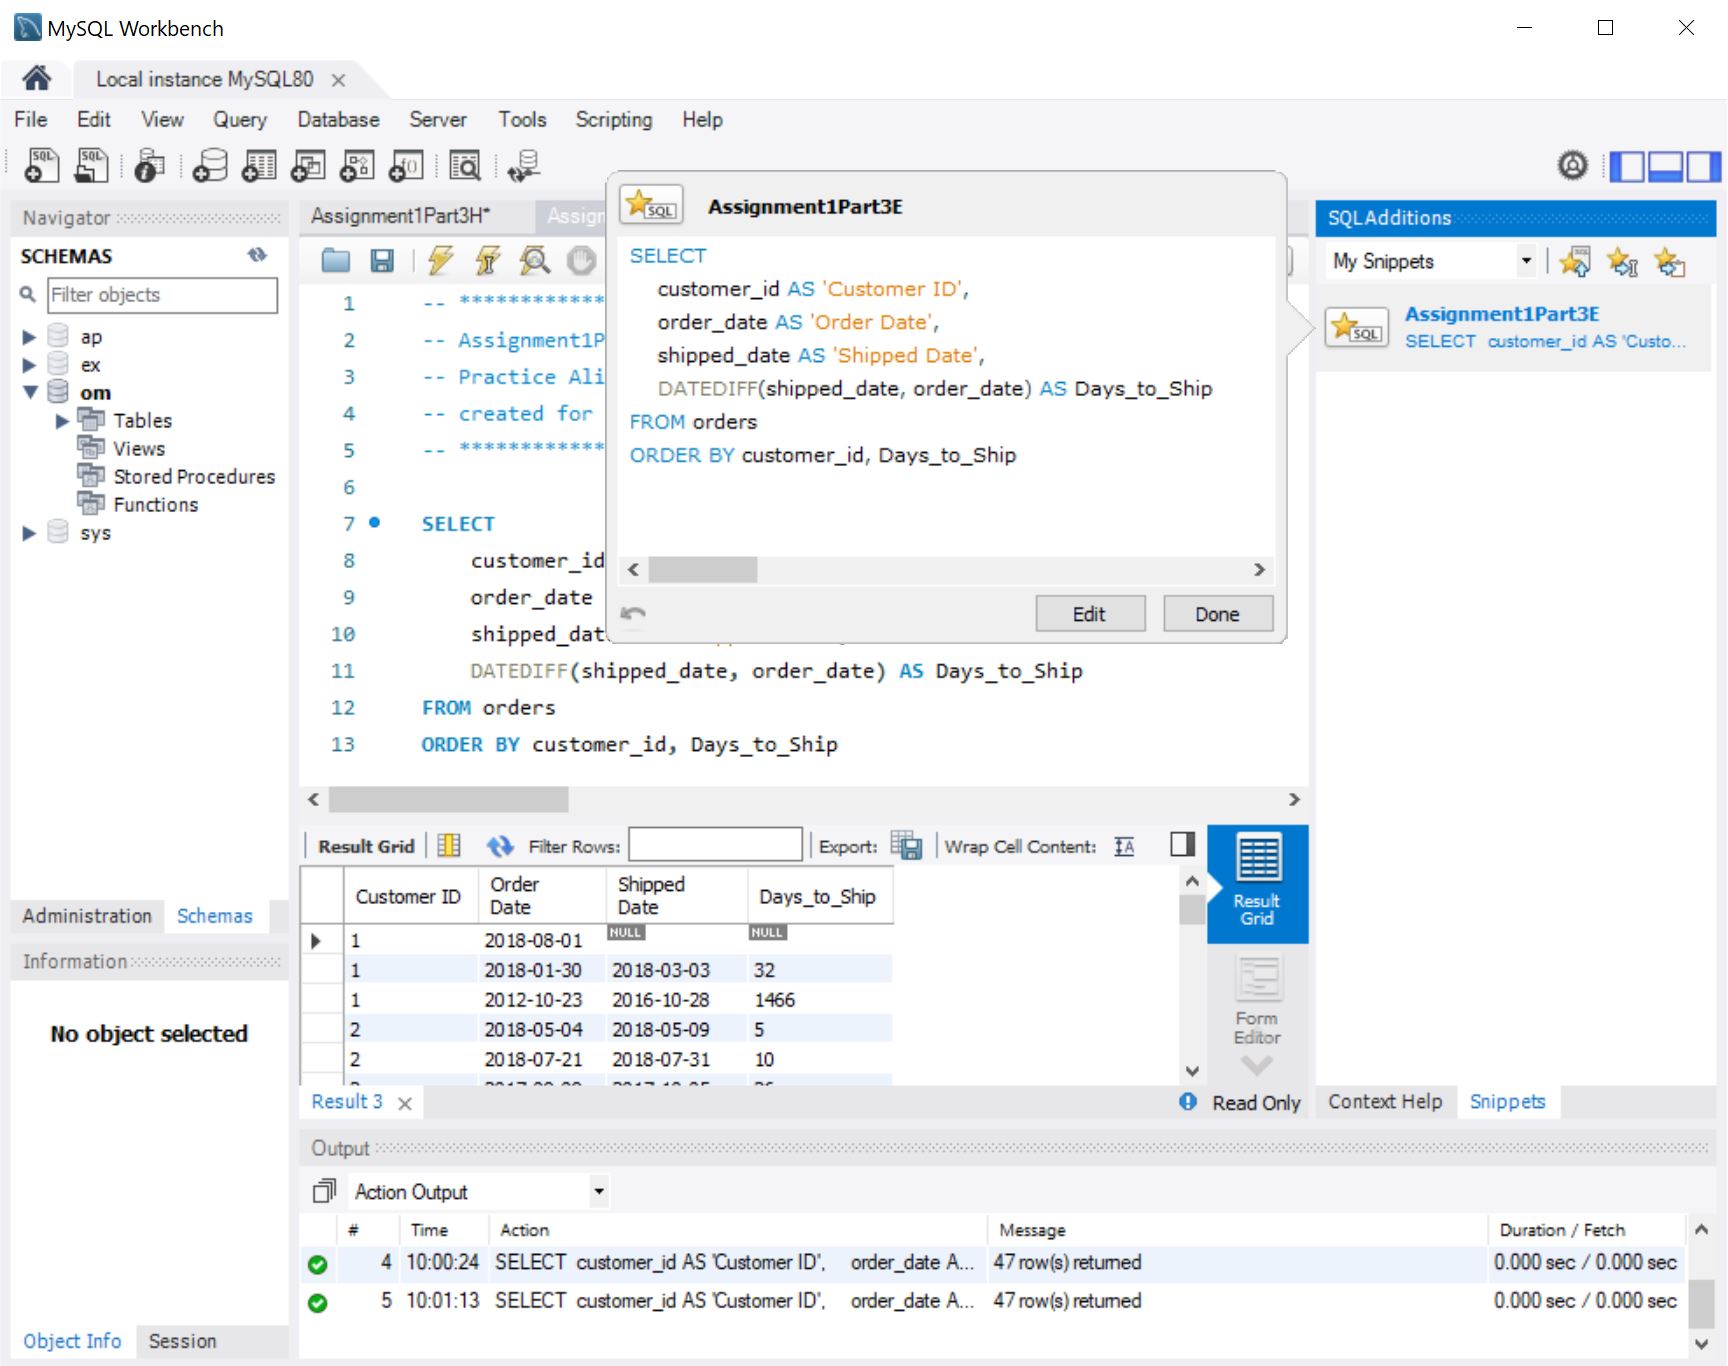 MySQL Workbench
Local instance MySQL80
File Edit View Query Database Server Tools Scripting Help
Navigator
SCHEMAS
Filter objects
ap
ex
om
Tables
Views
Stored Procedures
Functions
sys
Administration Schemas
Information
No object selected
Object Info Session
Assignment1Part3H* Assign
1 -- ************
2 -- Assignment1P
3 -- Practice Ali
4 -- created for
5 -- ************
6
7 SELECT
8 customer_id
9 order_date
10 shipped_dat
11 DATEDIFF(shipped_date, order_date) AS Days_to_Ship
12 FROM orders
13 ORDER BY customer_id, Days_to_Ship
SQL Assignment1Part3E
SELECT
customer_id AS 'Customer ID',
order_date AS 'Order Date',
shipped_date AS 'Shipped Date',
DATEDIFF(shipped_date, order_date) AS Days_to_Ship
FROM orders
ORDER BY customer_id, Days_to_Ship
Edit Done
SQLAdditions
My Snippets
SQL Assignment1Part3E
SELECT customer_id AS 'Custo...
Context Help Snippets
Result Grid Filter Rows: Export: Wrap Cell Content:
Customer ID Order Date Shipped Date Days_to_Ship
1 2018-08-01 NULL NULL
1 2018-01-30 2018-03-03 32
1 2012-10-23 2016-10-28 1466
2 2018-05-04 2018-05-09 5
2 2018-07-21 2018-07-31 10
Result Grid
Form Editor
Result 3 Read Only
Output
Action Output
# Time Action Message Duration / Fetch
4 10:00:24 SELECT customer_id AS 'Customer ID', order_date A... 47 row(s) returned 0.000 sec / 0.000 sec
5 10:01:13 SELECT customer_id AS 'Customer ID', order_date A... 47 row(s) returned 0.000 sec / 0.000 sec